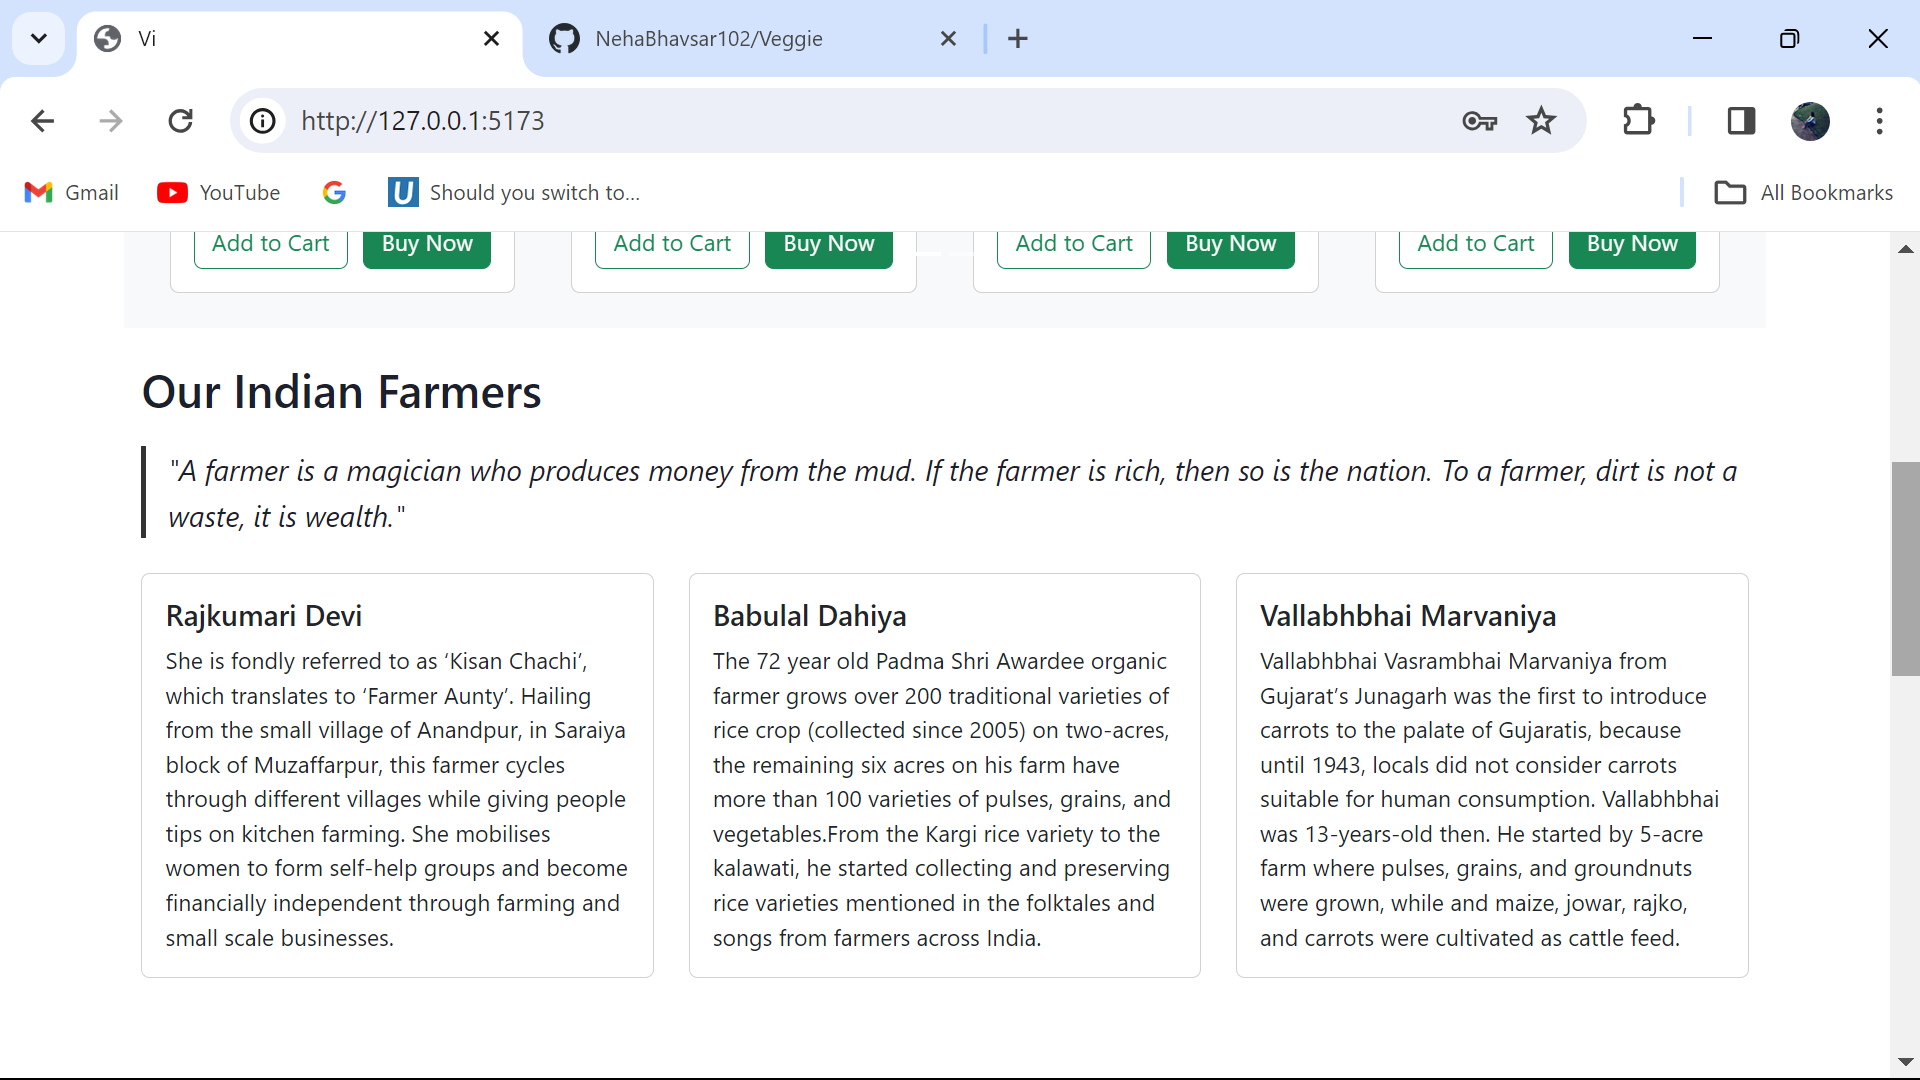 Vi
NehaBhavsar102/Veggie
http://127.0.0.1:5173
Gmail YouTube Should you switch to... All Bookmarks
Add to Cart Buy Now Add to Cart Buy Now Add to Cart Buy Now Add to Cart Buy Now
Our Indian Farmers
"A farmer is a magician who produces money from the mud. If the farmer is rich, then so is the nation. To a farmer, dirt is not a
waste, it is wealth."
Rajkumari Devi
She is fondly referred to as ‘Kisan Chachi’,
which translates to ‘Farmer Aunty’. Hailing
from the small village of Anandpur, in Saraiya
block of Muzaffarpur, this farmer cycles
through different villages while giving people
tips on kitchen farming. She mobilises
women to form self-help groups and become
financially independent through farming and
small scale businesses.
Babulal Dahiya
The 72 year old Padma Shri Awardee organic
farmer grows over 200 traditional varieties of
rice crop (collected since 2005) on two-acres,
the remaining six acres on his farm have
more than 100 varieties of pulses, grains, and
vegetables.From the Kargi rice variety to the
kalawati, he started collecting and preserving
rice varieties mentioned in the folktales and
songs from farmers across India.
Vallabhbhai Marvaniya
Vallabhbhai Vasrambhai Marvaniya from
Gujarat’s Junagarh was the first to introduce
carrots to the palate of Gujaratis, because
until 1943, locals did not consider carrots
suitable for human consumption. Vallabhbhai
was 13-years-old then. He started by 5-acre
farm where pulses, grains, and groundnuts
were grown, while and maize, jowar, rajko,
and carrots were cultivated as cattle feed.